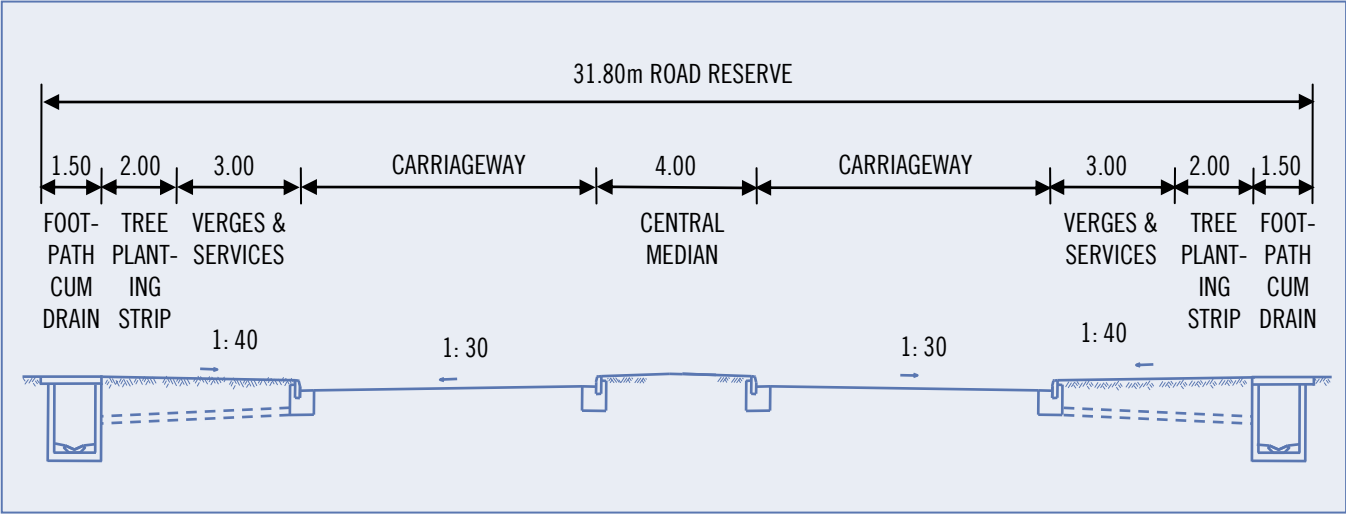 31.80m ROAD RESERVE
1.50 2.00 3.00 CARRIAGEWAY 4.00 CARRIAGEWAY 3.00 2.00 1.50
FOOT- TREE VERGES & CENTRAL VERGES & TREE FOOT-
PATH PLANT- SERVICES MEDIAN SERVICES PLANT- PATH
CUM ING ING CUM
DRAIN STRIP STRIP DRAIN
1: 40 1: 30 1: 30 1: 40